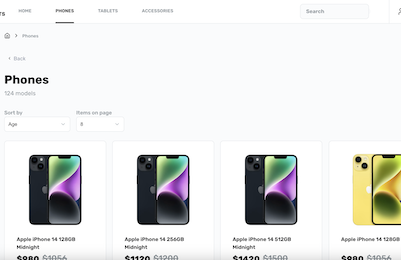 HOME PHONES TABLETS ACCESSORIES Search
Phones
Back
Phones
124 models
Sort by Items on page
Age 8
Apple iPhone 14 128GB Apple iPhone 14 256GB Apple iPhone 14 512GB Apple iPhone 14 128GB
Midnight Midnight Midnight
$980 $1056 $1120 $1200 $1420 $1500 $980 $1056